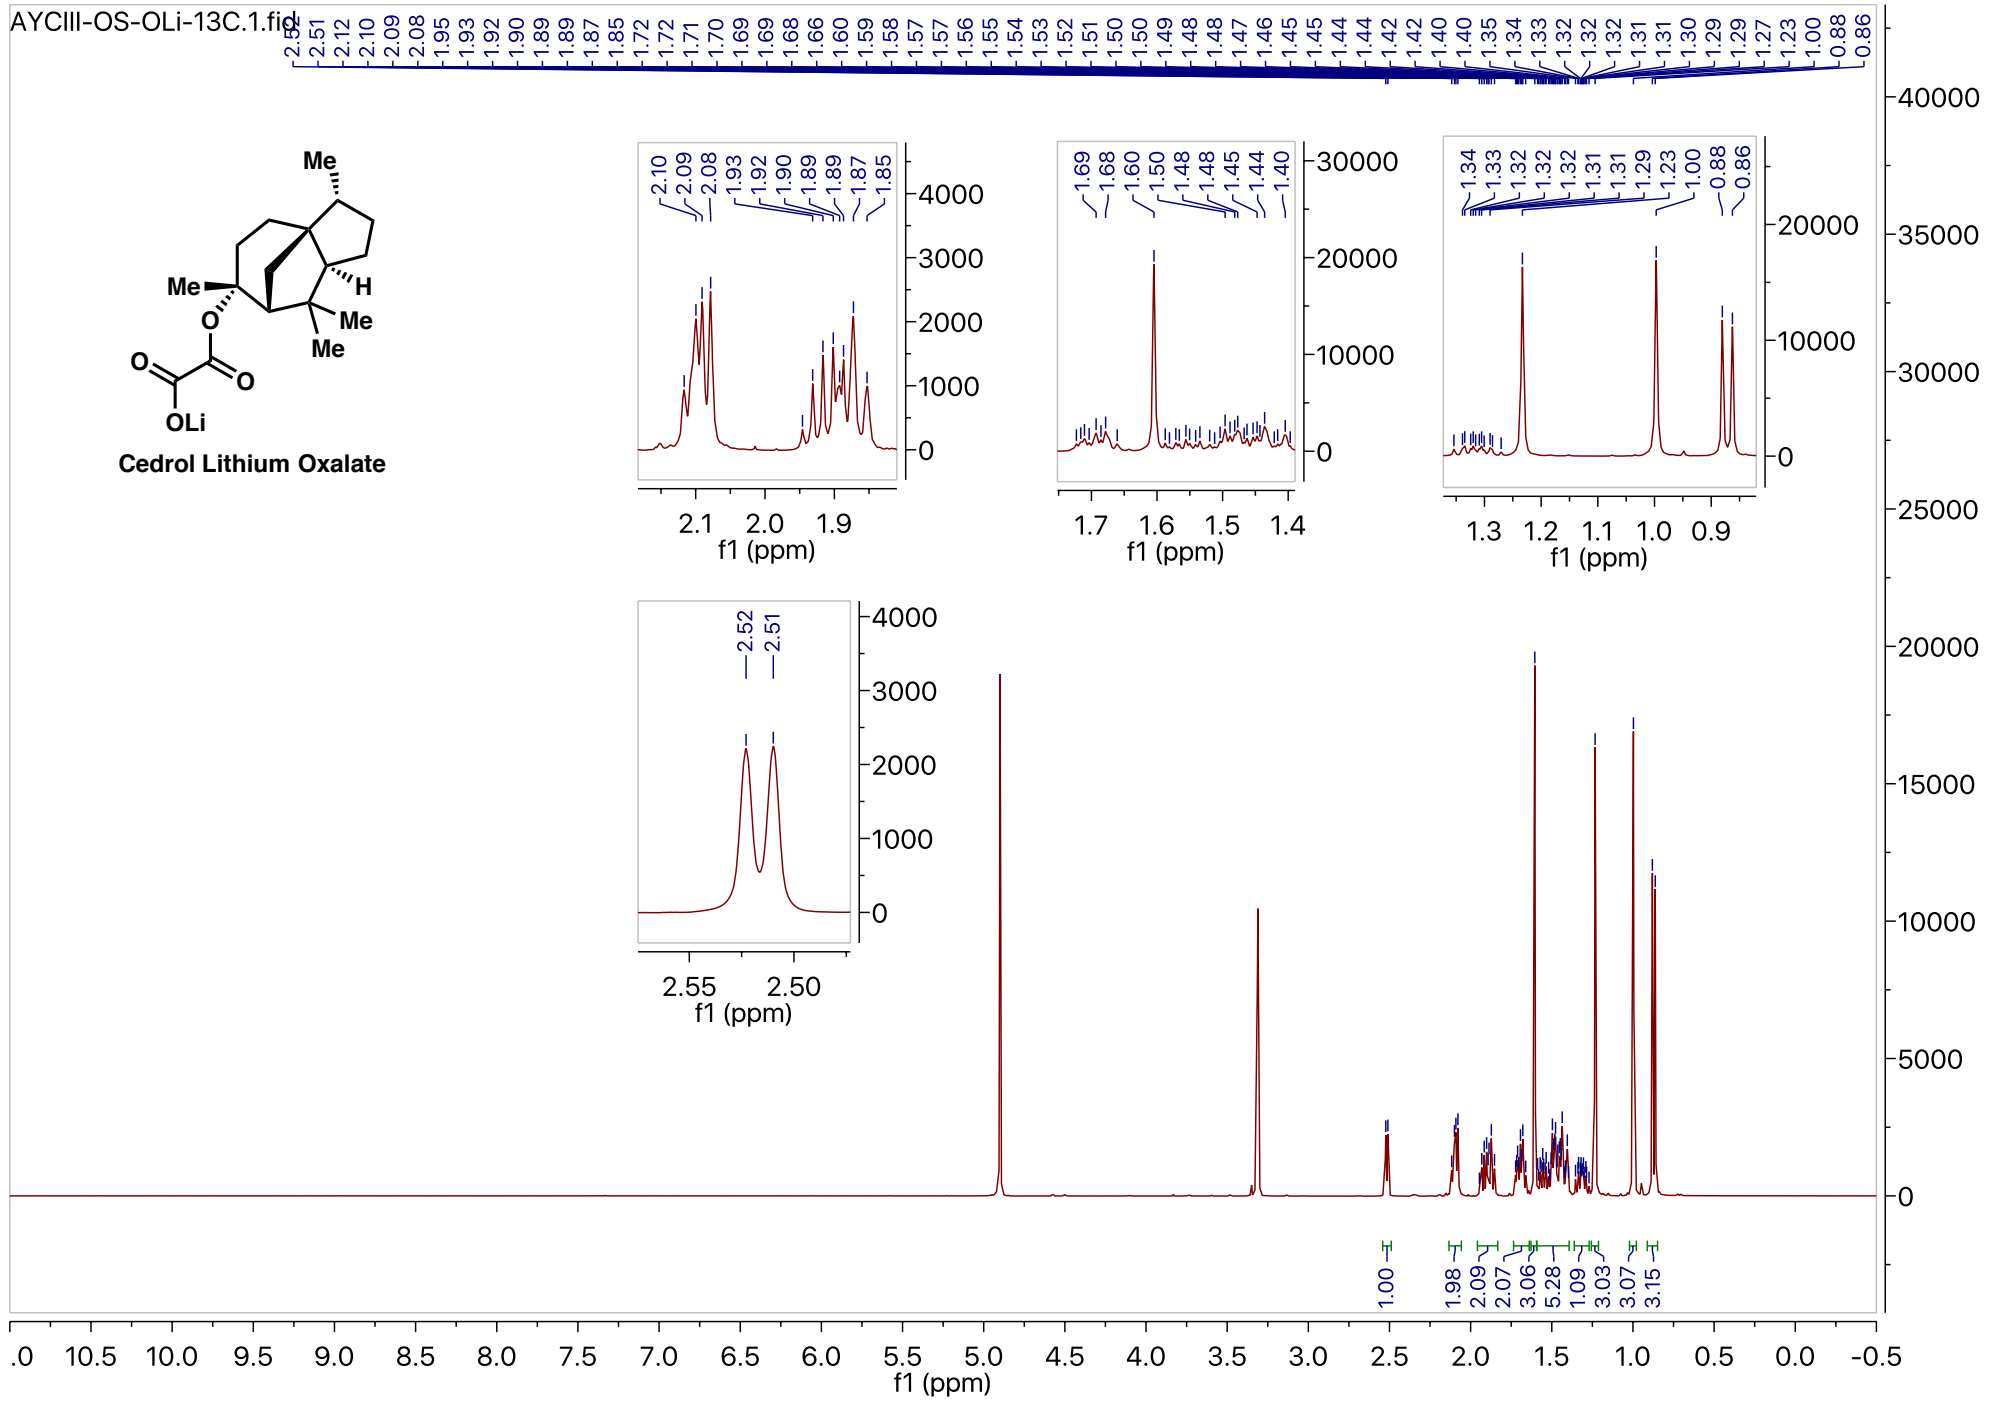 AYCIII-OS-OLi-13C.1.fid
2.52 2.51 2.12 2.10 2.09 2.08 1.95 1.93 1.92 1.90 1.89 1.89 1.87 1.85 1.72 1.72 1.71 1.70 1.69 1.69 1.68 1.66 1.60 1.59 1.58 1.57 1.57 1.56 1.55 1.54 1.53 1.52 1.51 1.50 1.50 1.49 1.48 1.48 1.47 1.46 1.45 1.45 1.44 1.44 1.42 1.42 1.40 1.40 1.35 1.34 1.33 1.32 1.32 1.32 1.31 1.31 1.30 1.29 1.29 1.27 1.23 1.00 0.88 0.86
Me
Me
H
Me
Me
O
O
O
OLi
Cedrol Lithium Oxalate
2.10 2.09 2.08 1.93 1.92 1.90 1.89 1.89 1.87 1.85
4000
3000
2000
1000
0
2.1 2.0 1.9
f1 (ppm)
1.69 1.68 1.60 1.50 1.48 1.48 1.45 1.44 1.40
30000
20000
10000
0
1.7 1.6 1.5 1.4
f1 (ppm)
1.34 1.33 1.32 1.32 1.32 1.31 1.31 1.29 1.23 1.00 0.88 0.86
20000
10000
0
1.3 1.2 1.1 1.0 0.9
f1 (ppm)
2.52 2.51
4000
3000
2000
1000
0
2.55 2.50
f1 (ppm)
40000
35000
30000
25000
20000
15000
10000
5000
0
1.00 1.98 2.09 2.07 3.06 5.28 1.09 3.03 3.07 3.15
.0 10.5 10.0 9.5 9.0 8.5 8.0 7.5 7.0 6.5 6.0 5.5 5.0 4.5 4.0 3.5 3.0 2.5 2.0 1.5 1.0 0.5 0.0 -0.5
f1 (ppm)